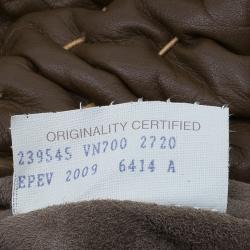 ORIGINALITY CERTIFIED
239545 VN700 2720
EPEV 2009 6414 A